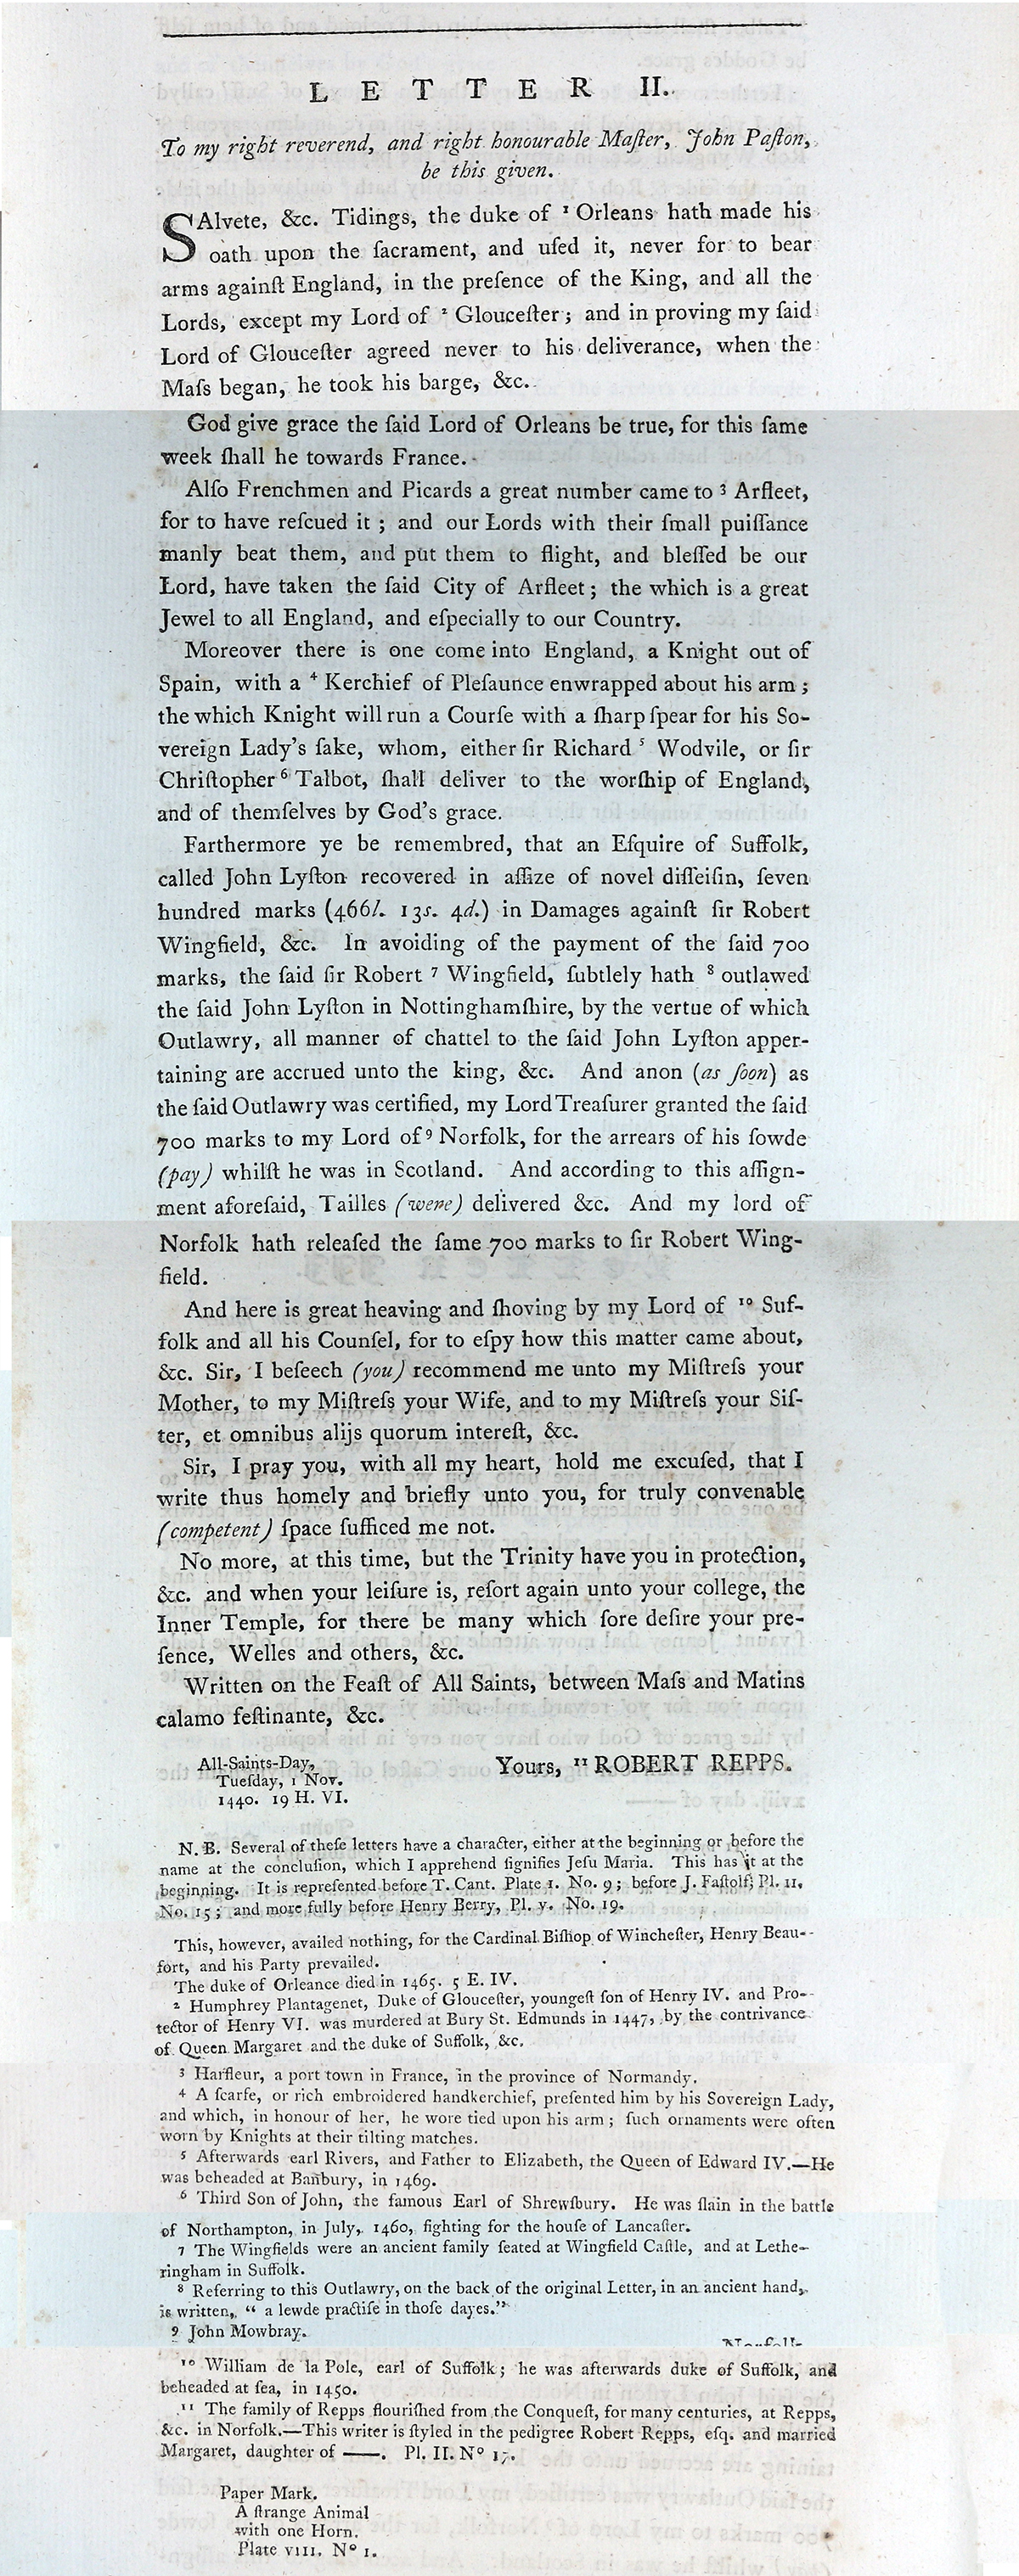 LETTER II.
To my right reverend, and right honourable Maſter, John Paſton,
be this given.
SAlvete, &c. Tidings, the duke of ¹ Orleans hath made his
oath upon the ſacrament, and uſed it, never for to bear
arms againſt England, in the preſence of the King, and all the
Lords, except my Lord of ² Glouceſter; and in proving my ſaid
Lord of Glouceſter agreed never to his deliverance, when the
Maſs began, he took his barge, &c.
God give grace the ſaid Lord of Orleans be true, for this ſame
week ſhall he towards France.
Alſo Frenchmen and Picards a great number came to ³ Arfleet,
for to have reſcued it; and our Lords with their ſmall puiſſance
manly beat them, and put them to flight, and bleſſed be our
Lord, have taken the ſaid City of Arfleet; the which is a great
Jewel to all England, and eſpecially to our Country.
Moreover there is one come into England, a Knight out of
Spain, with a ⁴ Kerchief of Pleſaunce enwrapped about his arm;
the which Knight will run a Courſe with a ſharp ſpear for his So-
vereign Lady's ſake, whom, either ſir Richard ⁵ Wodvile, or ſir
Chriſtopher ⁶ Talbot, ſhall deliver to the worſhip of England,
and of themſelves by God's grace.
Farthermore ye be remembred, that an Eſquire of Suffolk,
called John Lyſton recovered in aſſize of novel diſſeiſin, ſeven
hundred marks (466l. 13s. 4d.) in Damages againſt ſir Robert
Wingfield, &c. In avoiding of the payment of the ſaid 700
marks, the ſaid ſir Robert ⁷ Wingfield, ſubtlely hath ⁸ outlawed
the ſaid John Lyſton in Nottinghamſhire, by the vertue of which
Outlawry, all manner of chattel to the ſaid John Lyſton apper-
taining are accrued unto the king, &c. And anon (as ſoon) as
the ſaid Outlawry was certified, my Lord Treaſurer granted the ſaid
700 marks to my Lord of ⁹ Norfolk, for the arrears of his ſowde
(pay) whilſt he was in Scotland. And according to this aſſign-
ment aforeſaid, Tailles (were) delivered &c. And my lord of
Norfolk hath releaſed the ſame 700 marks to ſir Robert Wing-
field.
And here is great heaving and ſhoving by my Lord of ¹⁰ Suf-
folk and all his Counſel, for to eſpy how this matter came about,
&c. Sir, I beſeech (you) recommend me unto my Miſtreſs your
Mother, to my Miſtreſs your Wife, and to my Miſtreſs your Siſ-
ter, et omnibus alijs quorum intereſt, &c.
Sir, I pray you, with all my heart, hold me excuſed, that I
write thus homely and briefly unto you, for truly convenable
(competent) ſpace ſufficed me not.
No more, at this time, but the Trinity have you in protection,
&c. and when your leiſure is, reſort again unto your college, the
Inner Temple, for there be many which ſore deſire your pre-
ſence, Welles and others, &c.
Written on the Feaſt of All Saints, between Maſs and Matins
calamo feſtinante, &c.
Yours, ¹¹ ROBERT REPPS.
All-Saints-Day,
Tueſday, 1 Nov.
1440. 19 H. VI.
N. B. Several of theſe letters have a character, either at the beginning or before the
name at the concluſion, which I apprehend ſignifies Jeſu Maria. This has it at the
beginning. It is repreſented before T. Cant. Plate I. No. 9; before J. Faſtolf; Pl. II,
No. 15; and more fully before Henry Berry, Pl. V. No. 19.
This, however, availed nothing, for the Cardinal Biſhop of Wincheſter, Henry Beau-
fort, and his Party prevailed.
The duke of Orleance died in 1465. 5 E. IV.
² Humphrey Plantagenet, Duke of Glouceſter, youngeſt ſon of Henry IV. and Pro-
tector of Henry VI. was murdered at Bury St. Edmunds in 1447, by the contrivance
of Queen Margaret and the duke of Suffolk, &c.
³ Harfleur, a port town in France, in the province of Normandy.
⁴ A ſcarfe, or rich embroidered handkerchief, preſented him by his Sovereign Lady,
and which, in honour of her, he wore tied upon his arm; ſuch ornaments were often
worn by Knights at their tilting matches.
⁵ Afterwards earl Rivers, and Father to Elizabeth, the Queen of Edward IV.—He
was beheaded at Banbury, in 1469.
⁶ Third Son of John, the famous Earl of Shrewſbury. He was ſlain in the battle
of Northampton, in July, 1460, fighting for the houſe of Lancaſter.
⁷ The Wingfields were an ancient family ſeated at Wingfield Caſtle, and at Lethe-
ringham in Suffolk.
⁸ Referring to this Outlawry, on the back of the original Letter, in an ancient hand,
is written, "a lewde practiſe in thoſe dayes."
⁹ John Mowbray.
¹⁰ William de la Pole, earl of Suffolk; he was afterwards duke of Suffolk, and
beheaded at ſea, in 1450.
¹¹ The family of Repps flouriſhed from the Conqueſt, for many centuries, at Repps,
&c. in Norfolk.—This writer is ſtyled in the pedigree Robert Repps, eſq. and married
Margaret, daughter of ——. Pl. II. Nº 17.
Paper Mark.
A ſtrange Animal
with one Horn.
Plate VIII. Nº 1.